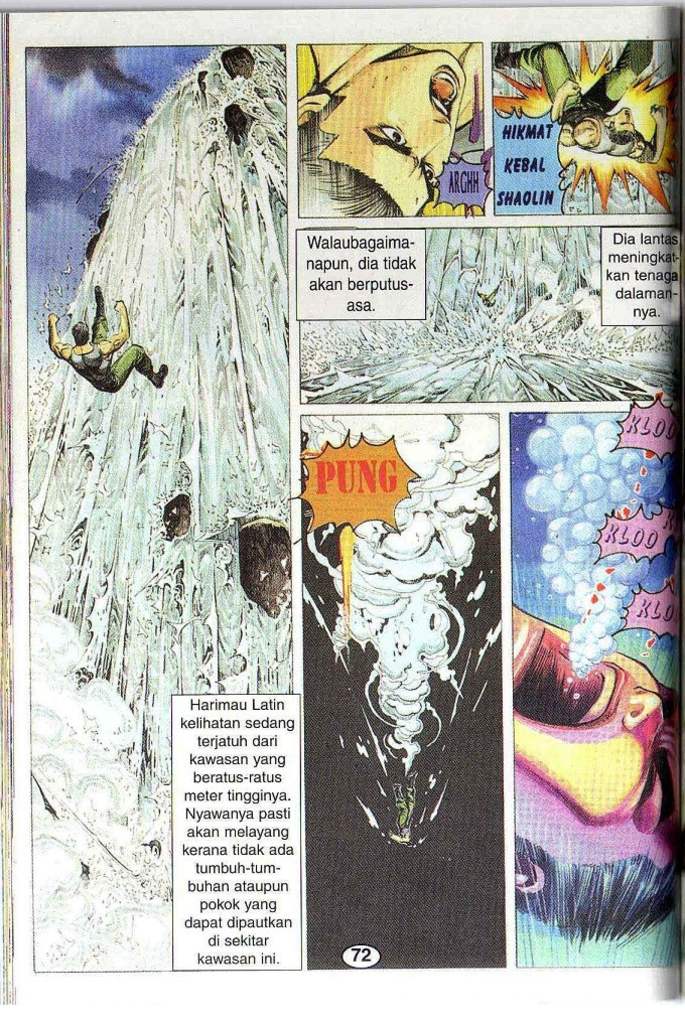 Harimau Latin
kelihatan sedang
terjatuh dari
kawasan yang
beratus-ratus
meter tingginya.
Nyawanya pasti
akan melayang
kerana tidak ada
tumbuh-tum-
buhan ataupun
pokok yang
dapat dipautkan
di sekitar
kawasan ini.
ARGHH
HIKMAT
KEBAL
SHAOLIN
Walaubagaima-
napun, dia tidak
akan berputus-
asa.
Dia lantas
meningkat-
kan tenaga
dalaman-
nya.
PUNG
KLOO
KLOO
KLOO
72